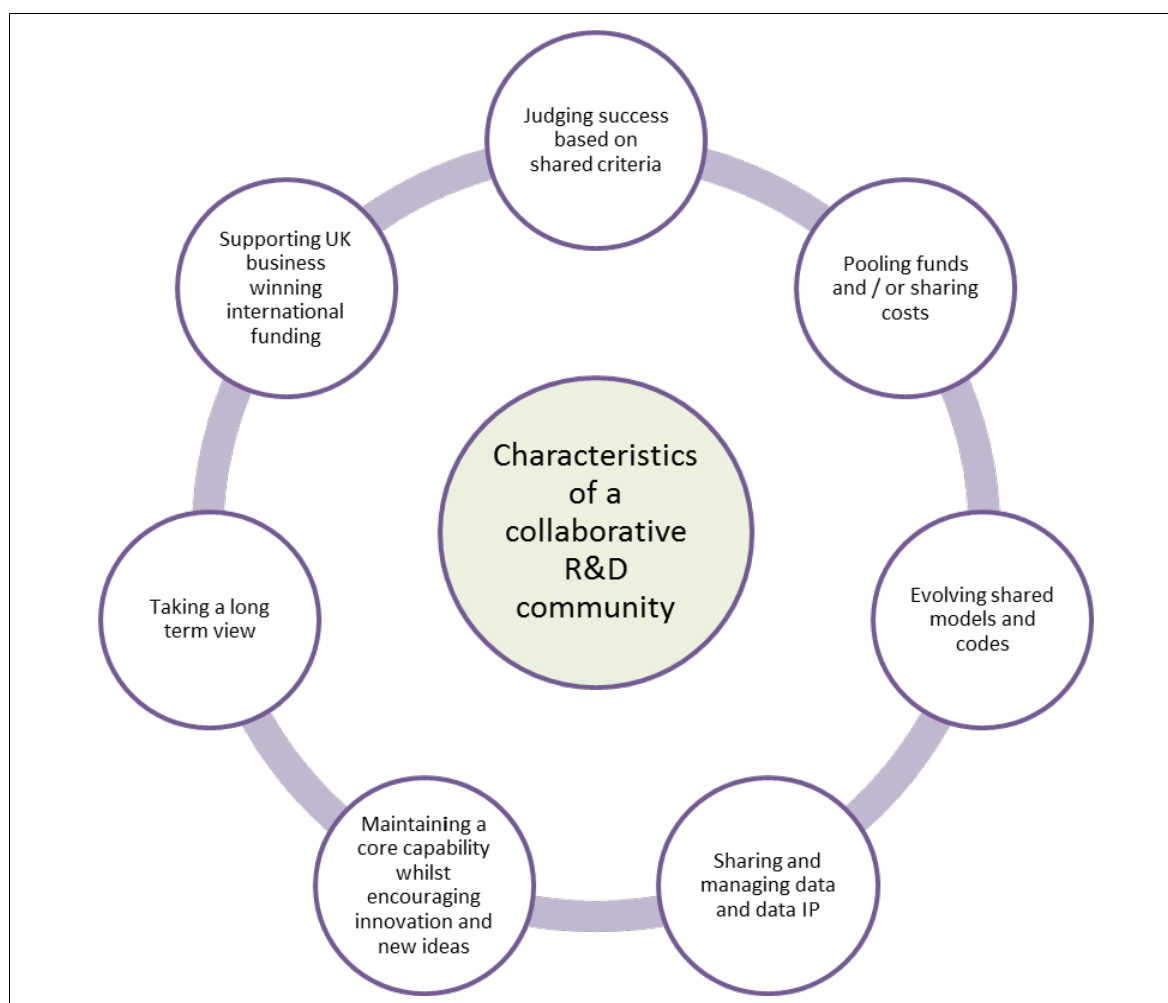 Judging success
based on
shared criteria
Pooling funds
and / or sharing
costs
Evolving shared
models and
codes
Sharing and
managing data
and data IP
Maintaining a
core capability
whilst
encouraging
innovation and
new ideas
Taking a long
term view
Supporting UK
business
winning
international
funding
Characteristics
of a
collaborative
R&D
community